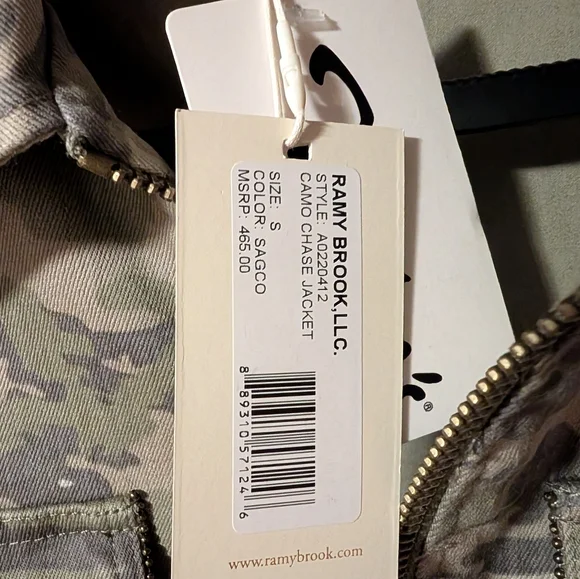 RAMY BROOK,LLC.
STYLE: A0220412
CAMO CHASE JACKET
SIZE: S
COLOR: SAGCO
MSRP: 465.00
8 89310 57124 6
www.ramybrook.com
®